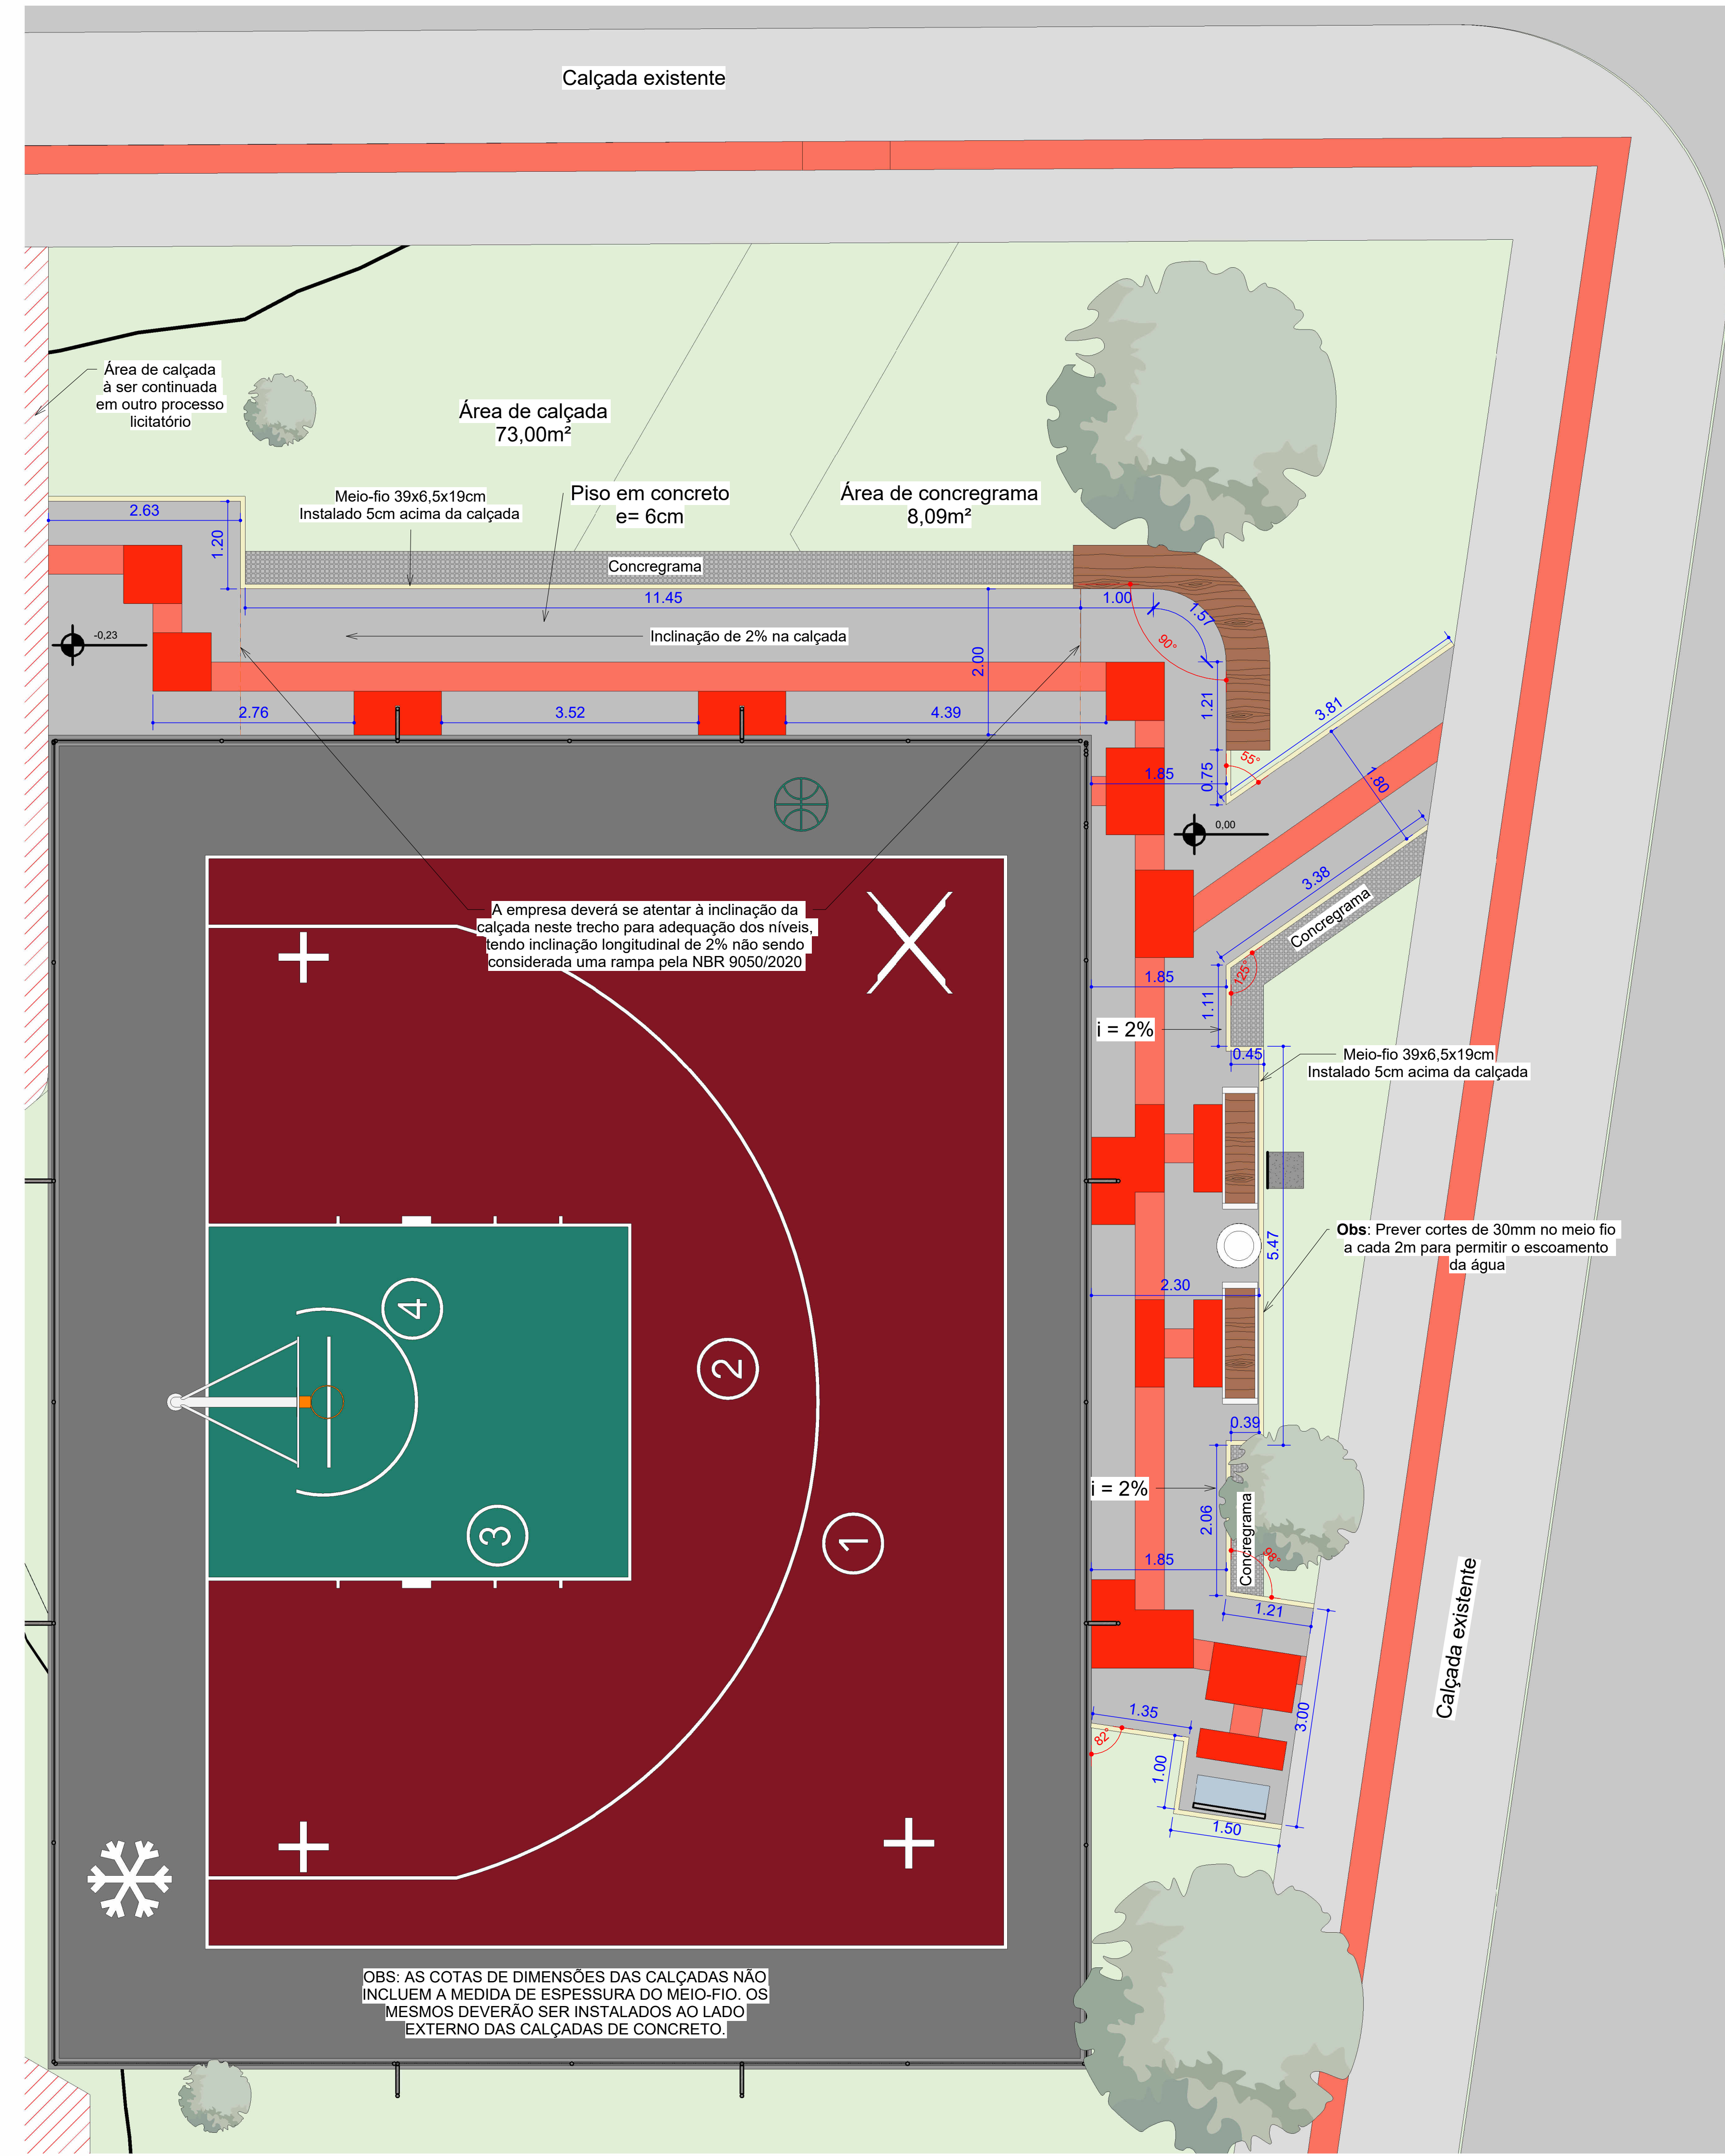 Calçada existente
Área de calçada
à ser continuada
em outro processo
licitatório
Área de calçada
73,00m²
Meio-fio 39x6,5x19cm
Instalado 5cm acima da calçada
Piso em concreto
e= 6cm
Área de concregrama
8,09m²
2.63
1.20
Concregrama
11.45
1.00
1.57
90°
-0,23
Inclinação de 2% na calçada
2.00
1.21
3.81
2.76
3.52
4.39
55°
1.85
0.75
1.80
0,00
3.38
Concregrama
A empresa deverá se atentar à inclinação da
calçada neste trecho para adequação dos níveis,
tendo inclinação longitudinal de 2% não sendo
considerada uma rampa pela NBR 9050/2020
125°
1.85
1.11
i = 2%
0.45
Meio-fio 39x6,5x19cm
Instalado 5cm acima da calçada
5.47
Obs: Prever cortes de 30mm no meio fio
a cada 2m para permitir o escoamento
da água
2.30
4
2
3
1
0.39
i = 2%
2.06
Concregrama
98°
1.85
1.21
Calçada existente
1.35
3.00
82°
1.00
1.50
OBS: AS COTAS DE DIMENSÕES DAS CALÇADAS NÃO
INCLUEM A MEDIDA DE ESPESSURA DO MEIO-FIO. OS
MESMOS DEVERÃO SER INSTALADOS AO LADO
EXTERNO DAS CALÇADAS DE CONCRETO.